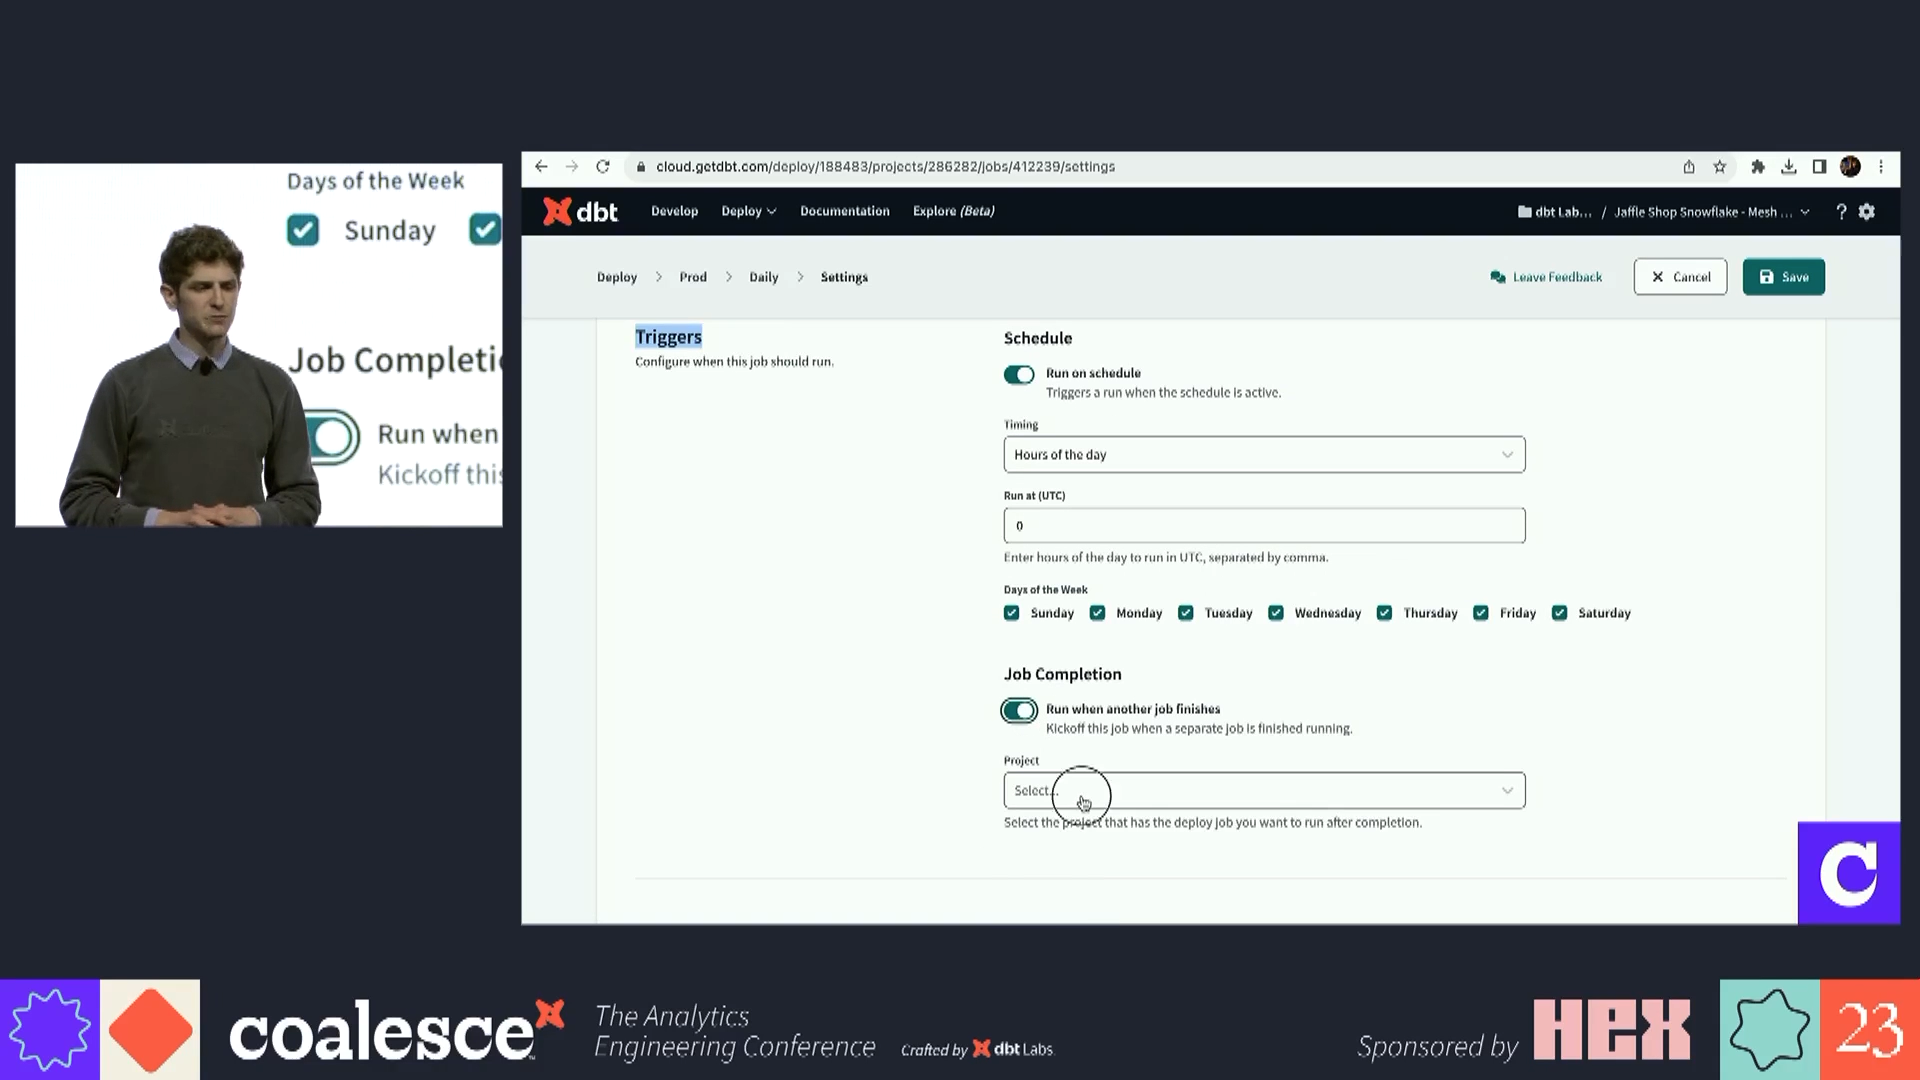 Days of the Week
Sunday
Job Completi
Run when
Kickoff this
cloud.getdbt.com/deploy/188483/projects/286282/jobs/412239/settings
dbt
Develop
Deploy
Documentation
Explore (Beta)
dbt Lab... / Jaffle Shop Snowflake - Mesh ...
?
Deploy > Prod > Daily > Settings
Leave Feedback
Cancel
Save
Triggers
Configure when this job should run.
Schedule
Run on schedule
Triggers a run when the schedule is active.
Timing
Hours of the day
Run at (UTC)
0
Enter hours of the day to run in UTC, separated by comma.
Days of the Week
Sunday Monday Tuesday Wednesday Thursday Friday Saturday
Job Completion
Run when another job finishes
Kickoff this job when a separate job is finished running.
Project
Select...
Select the project that has the deploy job you want to run after completion.
C
coalesce
The Analytics
Engineering Conference
Crafted by dbt Labs
Sponsored by
HEX
23